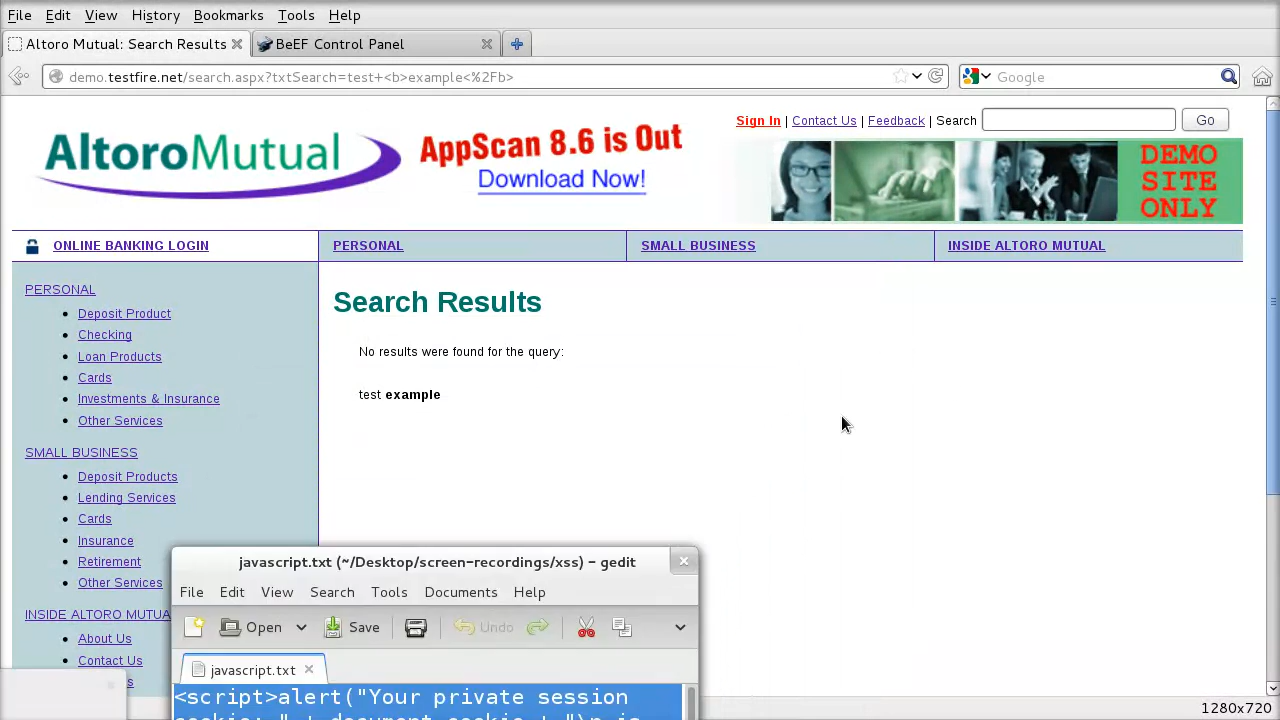 File Edit View History Bookmarks Tools Help
Altoro Mutual: Search Results BeEF Control Panel
demo.testfire.net/search.aspx?txtSearch=test+<b>example<%2Fb> Google
Sign In | Contact Us | Feedback | Search Go
AltoroMutual
AppScan 8.6 is Out
Download Now!
DEMO
SITE
ONLY
ONLINE BANKING LOGIN PERSONAL SMALL BUSINESS INSIDE ALTORO MUTUAL
PERSONAL
Deposit Product
Checking
Loan Products
Cards
Investments & Insurance
Other Services
SMALL BUSINESS
Deposit Products
Lending Services
Cards
Insurance
Retirement
Other Services
INSIDE ALTORO MUTUA
About Us
Contact Us
Search Results
No results were found for the query:
test example
javascript.txt (~/Desktop/screen-recordings/xss) – gedit
File Edit View Search Tools Documents Help
Open Save Undo
javascript.txt
<script>alert("Your private session
1280x720